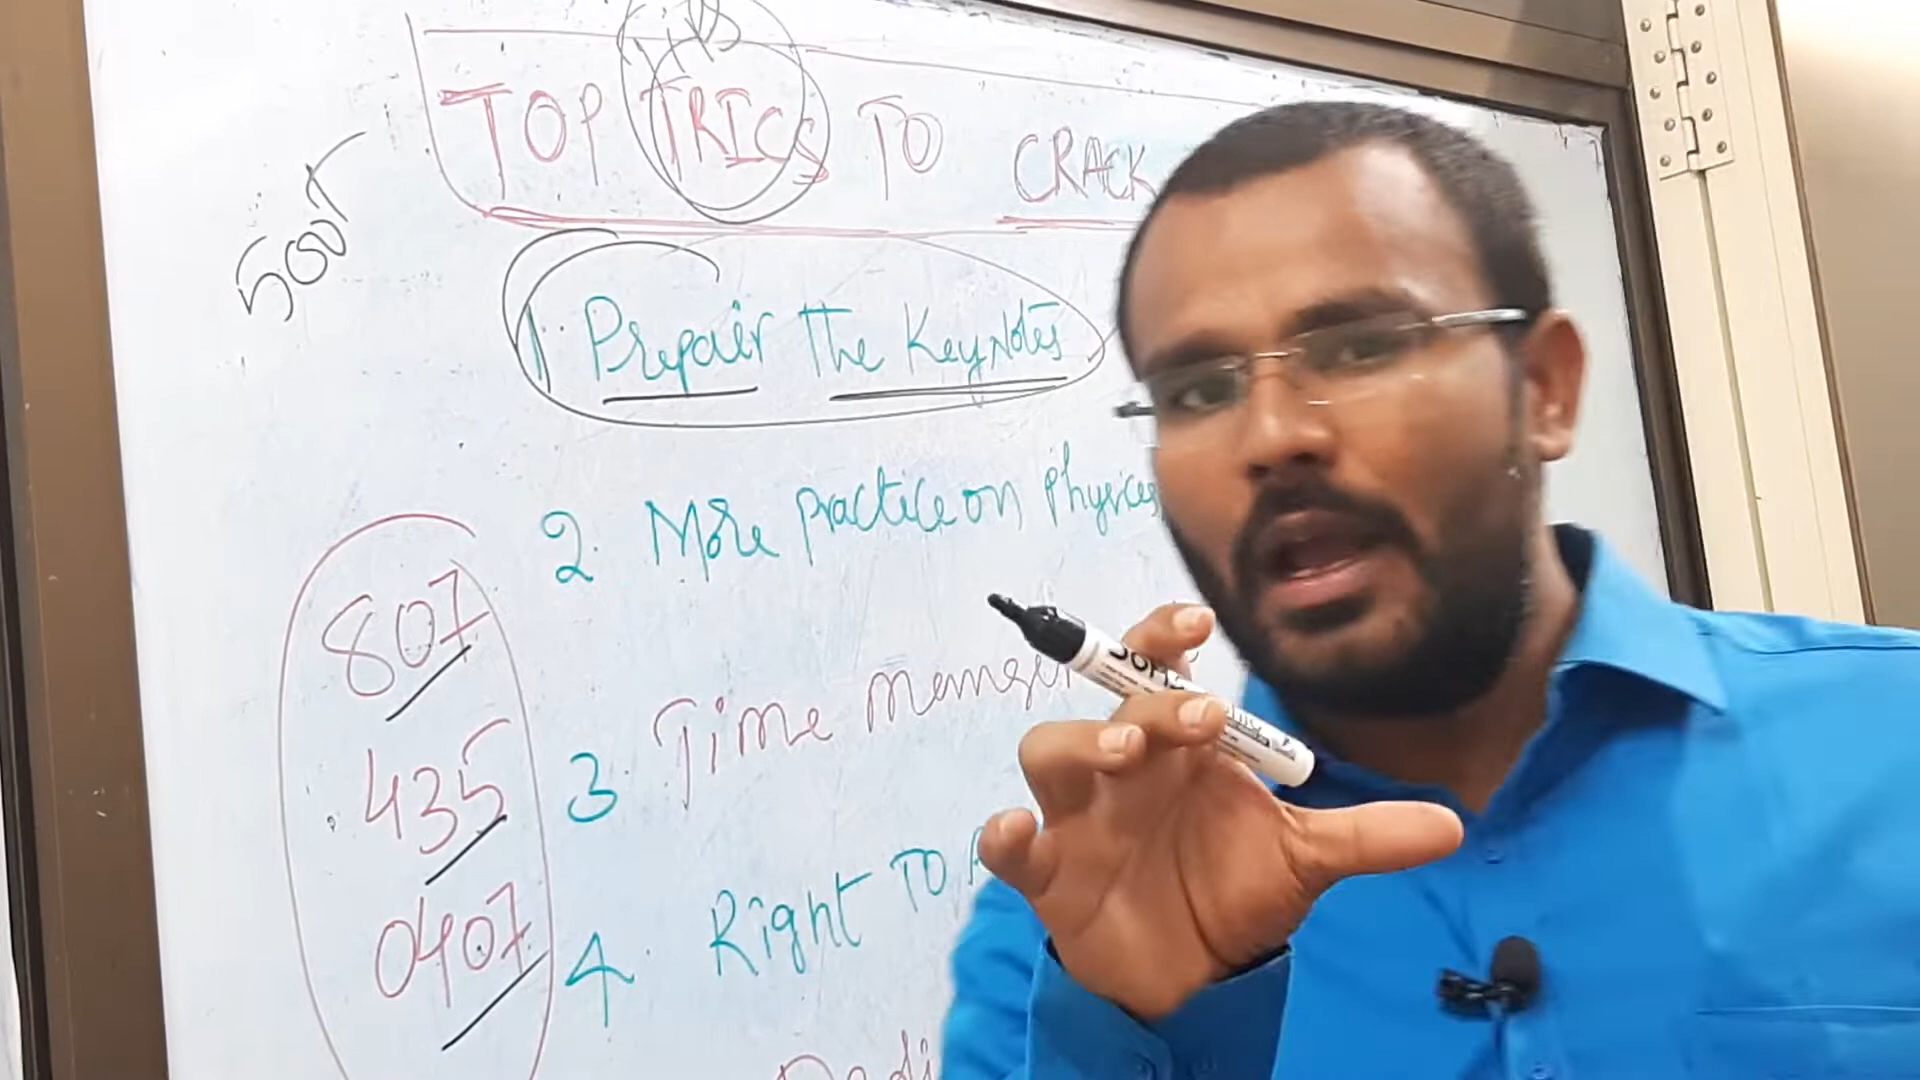 Tips
TOP TRICS TO CRACK
500+
1. Prepair The KeyNotes
2. More practice on Physics
807
3 Time
435
4. Right TO
0407